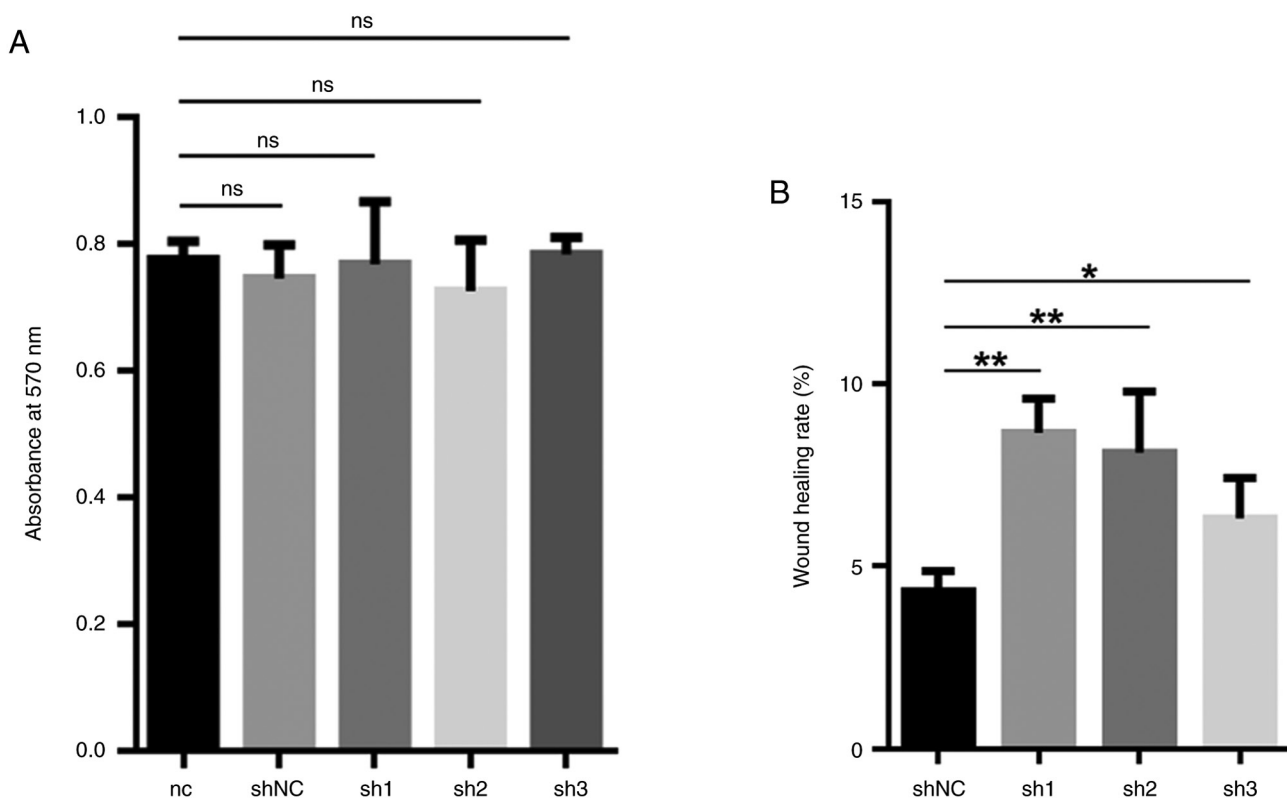 A
ns
ns
ns
ns
1.0
0.8
0.6
0.4
0.2
0.0
Absorbance at 570 nm
nc shNC sh1 sh2 sh3
B
15
10
5
0
Wound healing rate (%)
*
**
**
shNC sh1 sh2 sh3